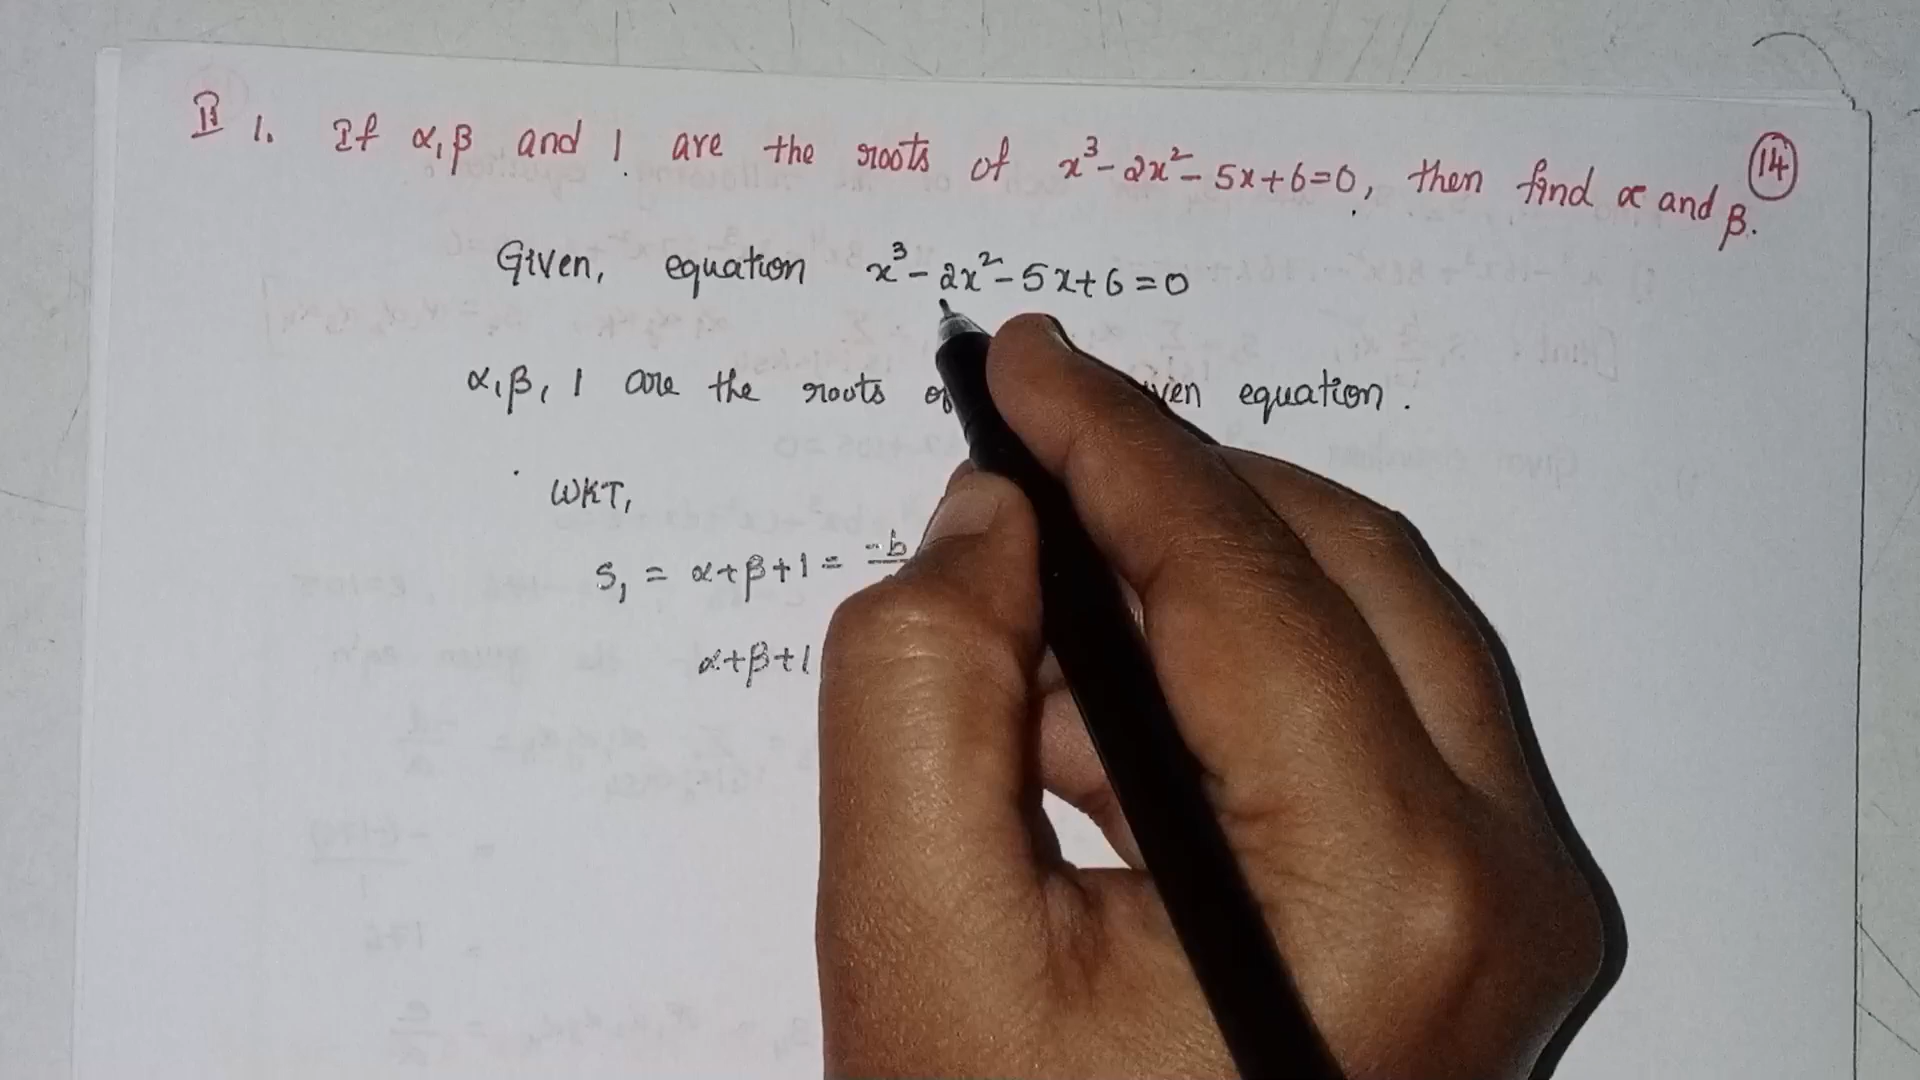 II 1. If α, β and 1 are the roots of x³ - 2x² - 5x + 6 = 0, then find α and β. 14
Given, equation x³ - 2x² - 5x + 6 = 0
α, β, 1 are the roots equation.
WKT,
S₁ = α + β + 1 = -b
α + β + 1